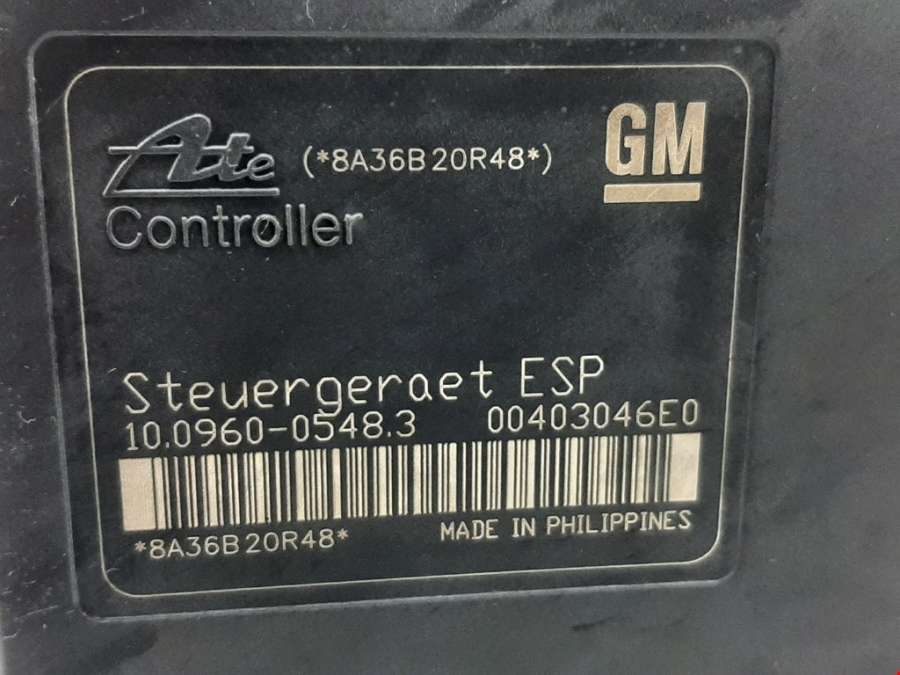 Ate (*8A36B20R48*) GM
Controller
Steuergeraet ESP
10.0960-0548.3 00403046E0
*8A36B20R48* MADE IN PHILIPPINES